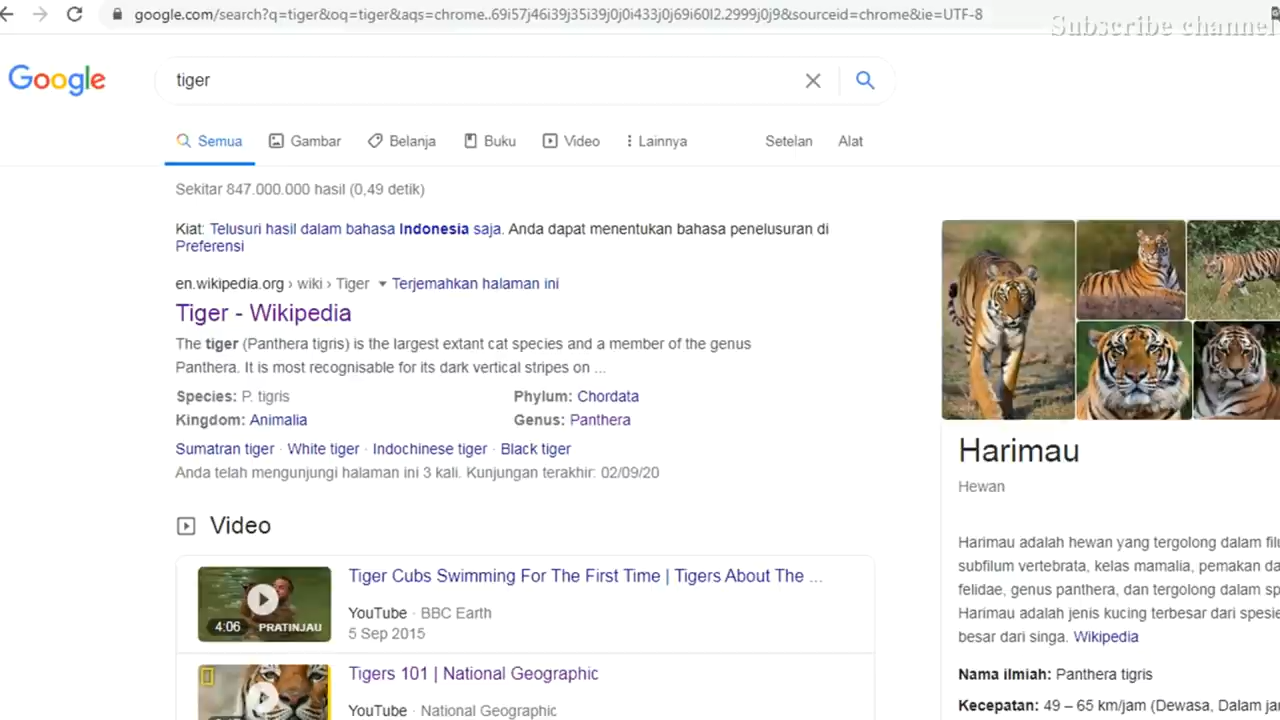 google.com/search?q=tiger&oq=tiger&aqs=chrome..69i57j46i39j35i39j0j0i433j0j69i60l2.2999j0j9&sourceid=chrome&ie=UTF-8
Subscribe channel
Google
tiger
Semua Gambar Belanja Buku Video Lainnya Setelan Alat
Sekitar 847.000.000 hasil (0,49 detik)
Kiat: Telusuri hasil dalam bahasa Indonesia saja. Anda dapat menentukan bahasa penelusuran di
Preferensi
en.wikipedia.org › wiki › Tiger Terjemahkan halaman ini
Tiger - Wikipedia
The tiger (Panthera tigris) is the largest extant cat species and a member of the genus
Panthera. It is most recognisable for its dark vertical stripes on ...
Species: P. tigris Phylum: Chordata
Kingdom: Animalia Genus: Panthera
Sumatran tiger · White tiger · Indochinese tiger · Black tiger
Anda telah mengunjungi halaman ini 3 kali. Kunjungan terakhir: 02/09/20
Video
Tiger Cubs Swimming For The First Time | Tigers About The ...
YouTube · BBC Earth
5 Sep 2015
4:06 PRATINJAU
Tigers 101 | National Geographic
YouTube · National Geographic
Harimau
Hewan
Harimau adalah hewan yang tergolong dalam fil
subfilum vertebrata, kelas mamalia, pemakan da
felidae, genus panthera, dan tergolong dalam sp
Harimau adalah jenis kucing terbesar dari spesie
besar dari singa. Wikipedia
Nama ilmiah: Panthera tigris
Kecepatan: 49 – 65 km/jam (Dewasa, Dalam ja